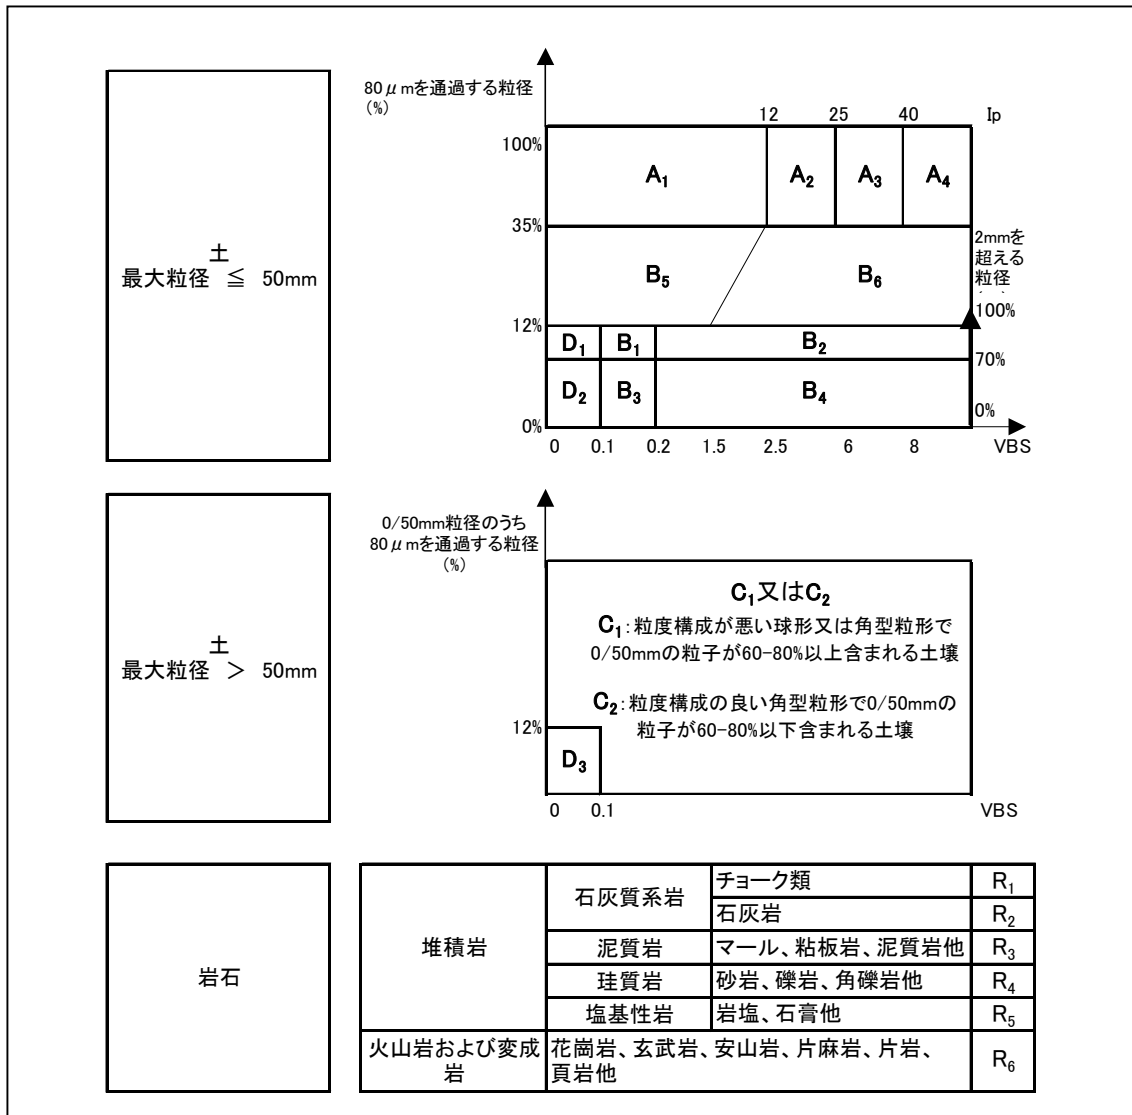 土
最大粒径 ≦ 50mm
80μmを通過する粒径
(%)
12 25 40 Ip
100%
A₁ A₂ A₃ A₄
35%
2mmを
超える
粒径
B₅ B₆
100%
12%
D₁ B₁ B₂
70%
D₂ B₃ B₄
0%
0%
0 0.1 0.2 1.5 2.5 6 8 VBS
土
最大粒径 > 50mm
0/50mm粒径のうち
80μmを通過する粒径
(%)
C₁又はC₂
C₁:粒度構成が悪い球形又は角型粒形で
0/50mmの粒子が60-80%以上含まれる土壌
C₂:粒度構成の良い角型粒形で0/50mmの
粒子が60-80%以下含まれる土壌
12%
D₃
0 0.1 VBS
岩石
堆積岩
石灰質系岩
チョーク類 R₁
石灰岩 R₂
泥質岩 マール、粘板岩、泥質岩他 R₃
珪質岩 砂岩、礫岩、角礫岩他 R₄
塩基性岩 岩塩、石膏他 R₅
火山岩および変成
岩
花崗岩、玄武岩、安山岩、片麻岩、片岩、
頁岩他
R₆